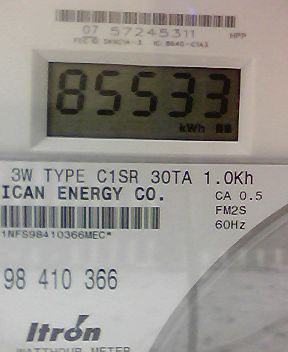 07 57245311 HPP
85533
kWh
3W TYPE C1SR 30TA 1.0Kh
ICAN ENERGY CO. CA 0.5
FM2S
60Hz
1NFS98410366MEC*
98 410 366
Itron
WATTHOUR METER